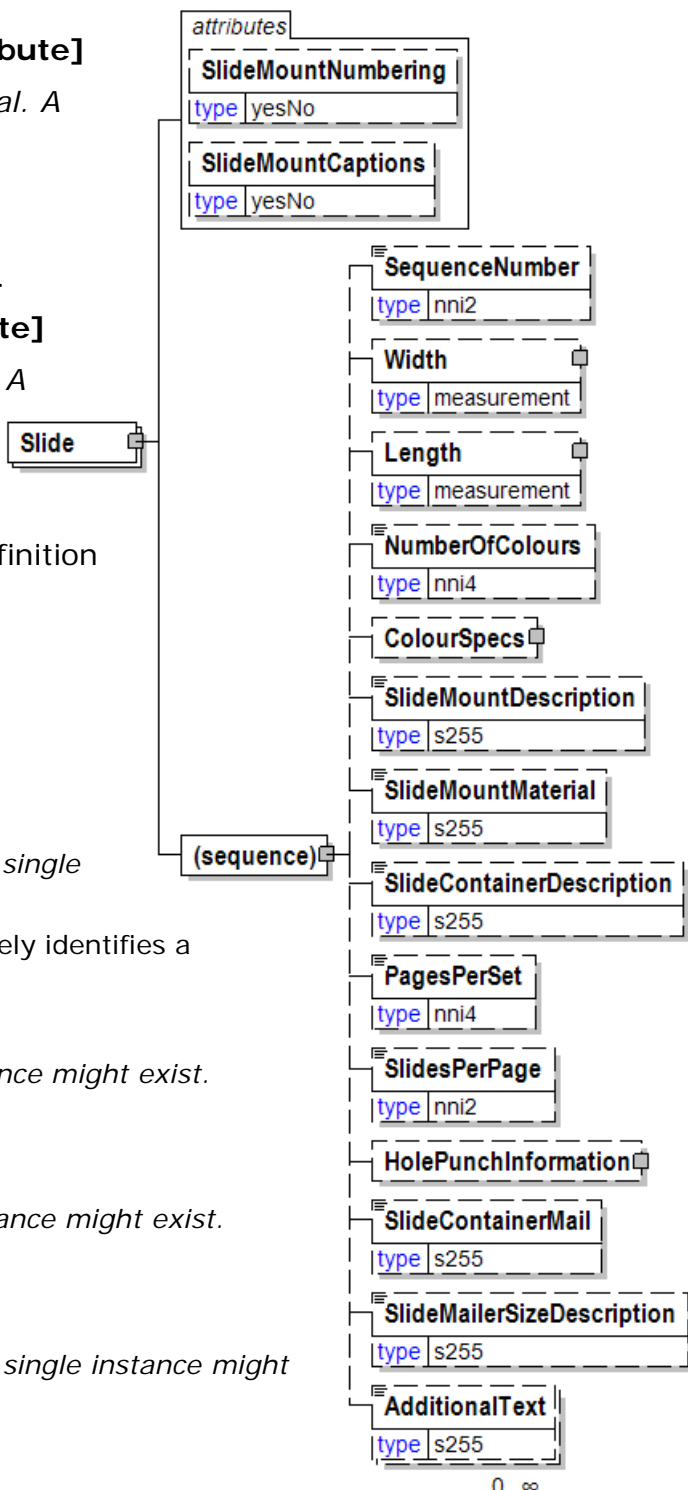 bute]
al. A
.
te]
A
finition
single
ely identifies a
nce might exist.
ance might exist.
single instance might
Slide
attributes
SlideMountNumbering
type yesNo
SlideMountCaptions
type yesNo
(sequence)
SequenceNumber
type nni2
Width
type measurement
Length
type measurement
NumberOfColours
type nni4
ColourSpecs
SlideMountDescription
type s255
SlideMountMaterial
type s255
SlideContainerDescription
type s255
PagesPerSet
type nni4
SlidesPerPage
type nni2
HolePunchInformation
SlideContainerMail
type s255
SlideMailerSizeDescription
type s255
AdditionalText
type s255
0..∞